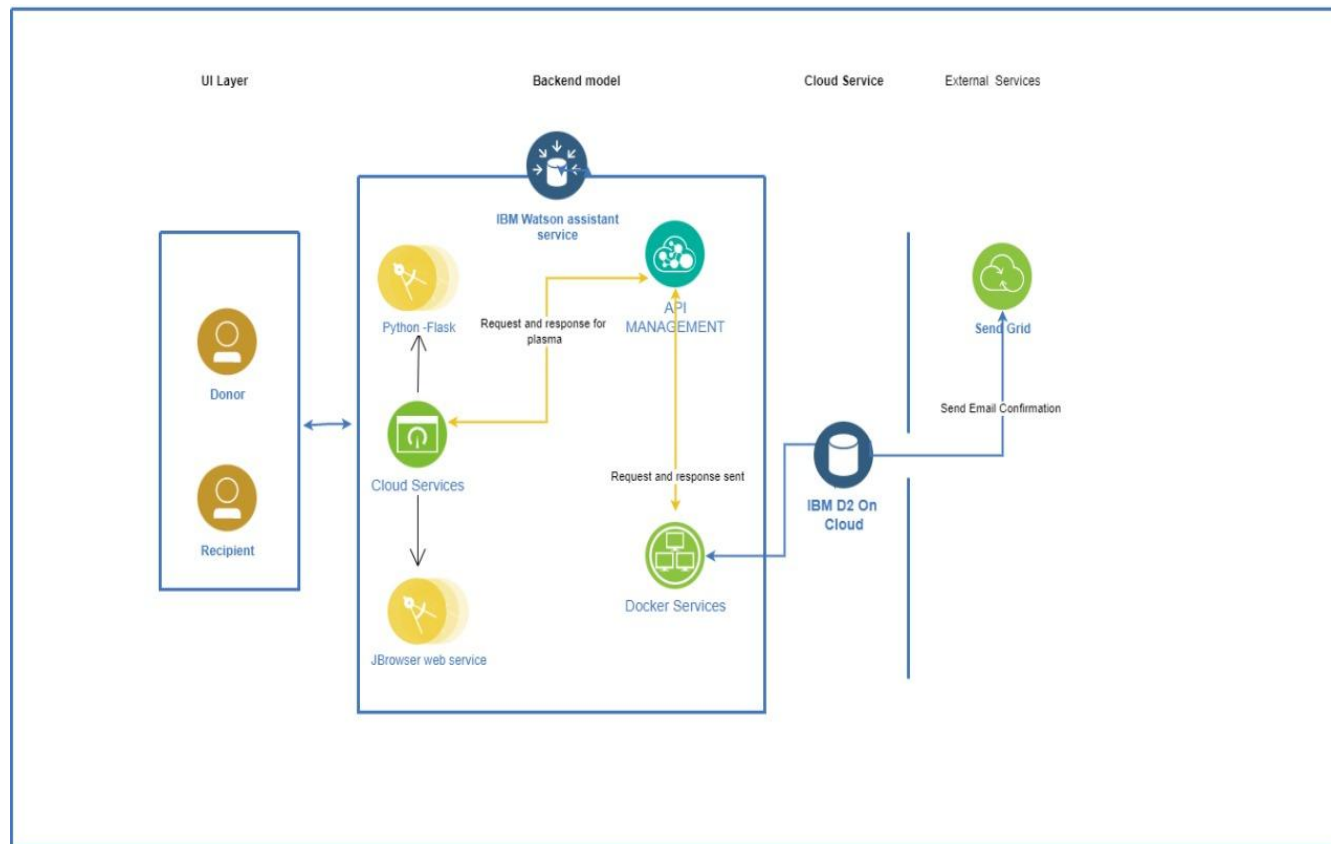 UI Layer
Backend model
Cloud Service
External Services
IBM Watson assistant
service
Python -Flask
Request and response for
plasma
API
MANAGEMENT
Send Grid
Donor
Send Email Confirmation
Cloud Services
Request and response sent
IBM D2 On
Cloud
Recipient
Docker Services
JBrowser web service